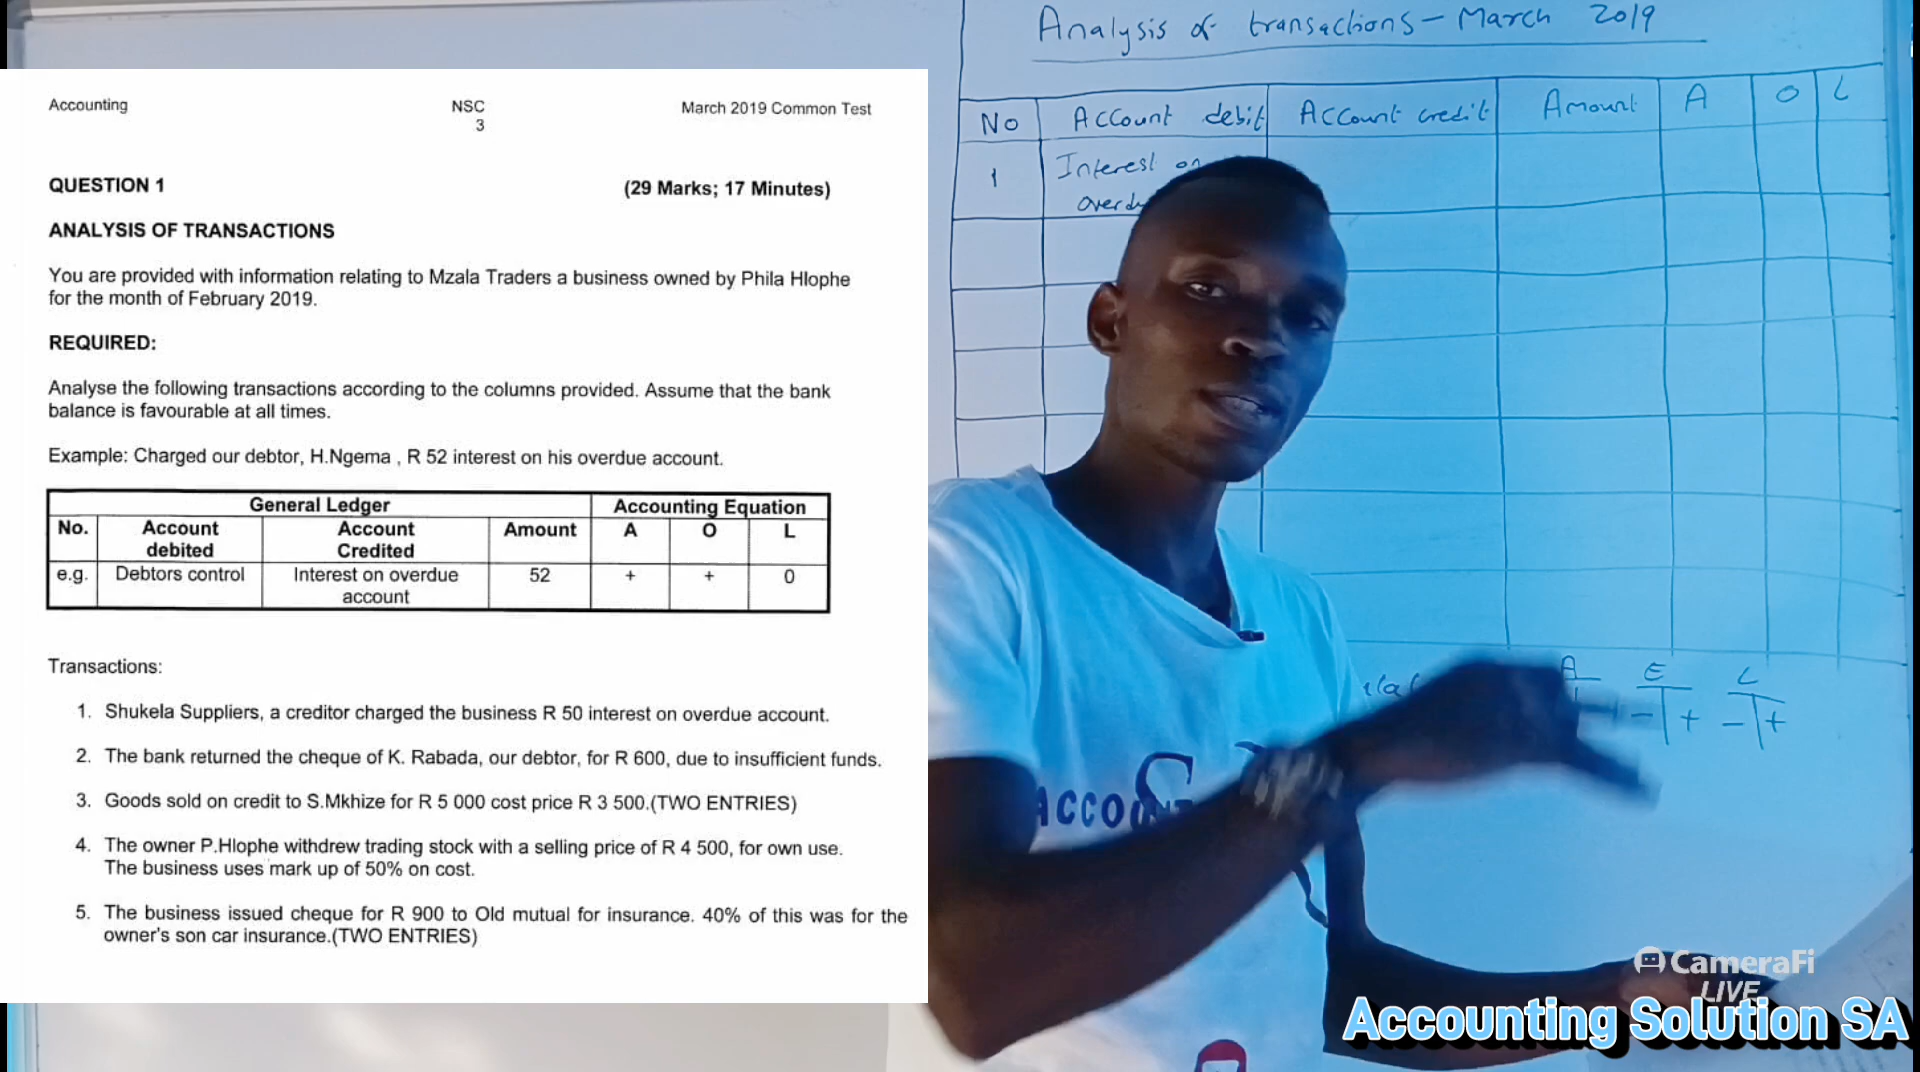 Accounting
NSC
3
March 2019 Common Test
QUESTION 1
(29 Marks; 17 Minutes)
ANALYSIS OF TRANSACTIONS
You are provided with information relating to Mzala Traders a business owned by Phila Hlophe
for the month of February 2019.
REQUIRED:
Analyse the following transactions according to the columns provided. Assume that the bank
balance is favourable at all times.
Example: Charged our debtor, H.Ngema , R 52 interest on his overdue account.
General Ledger
Accounting Equation
No.
Account
debited
Account
Credited
Amount
A
O
L
e.g.
Debtors control
Interest on overdue
account
52
+
+
0
Transactions:
1. Shukela Suppliers, a creditor charged the business R 50 interest on overdue account.
2. The bank returned the cheque of K. Rabada, our debtor, for R 600, due to insufficient funds.
3. Goods sold on credit to S.Mkhize for R 5 000 cost price R 3 500.(TWO ENTRIES)
4. The owner P.Hlophe withdrew trading stock with a selling price of R 4 500, for own use.
The business uses mark up of 50% on cost.
5. The business issued cheque for R 900 to Old mutual for insurance. 40% of this was for the
owner's son car insurance.(TWO ENTRIES)
Analysis of transactions – March 2019
No Account debit Account credit Amount A O L
1 Interest on
A E L
- + - +
CameraFi
LIVE
Accounting Solution SA